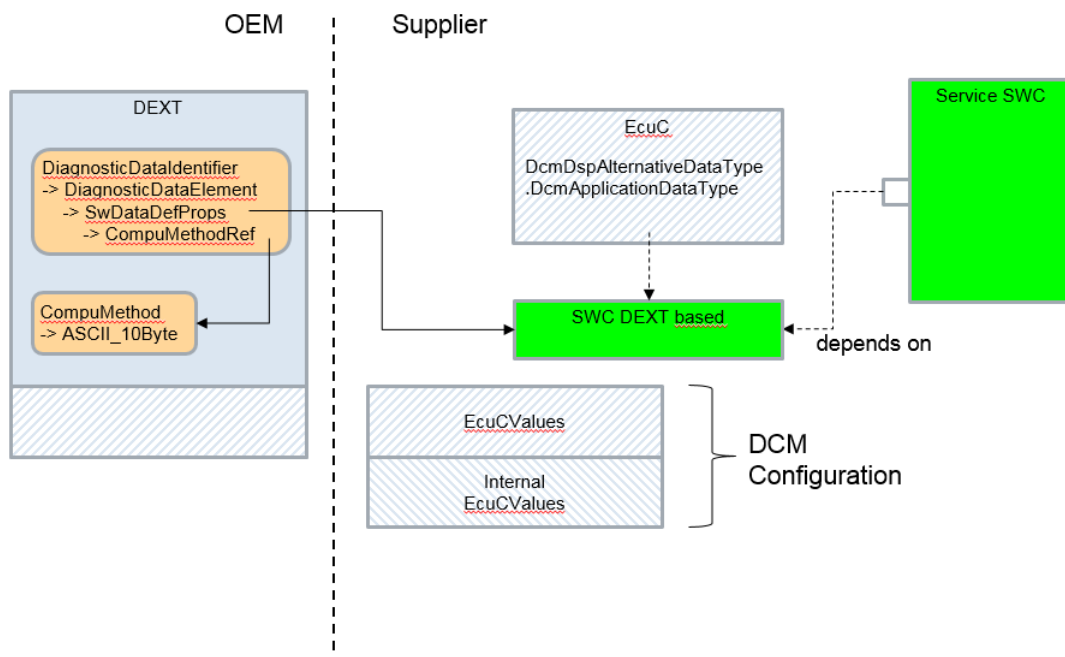 OEM
Supplier
DEXT
DiagnosticDataIdentifier
-> DiagnosticDataElement
-> SwDataDefProps
-> CompuMethodRef
CompuMethod
-> ASCII_10Byte
EcuC
DcmDspAlternativeDataType
.DcmApplicationDataType
Service SWC
SWC DEXT based
depends on
EcuCValues
Internal
EcuCValues
DCM
Configuration